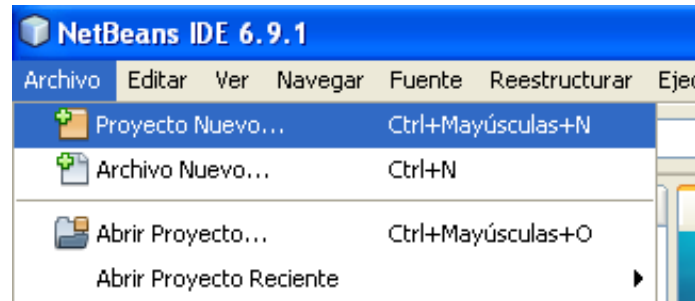 NetBeans IDE 6.9.1
Archivo Editar Ver Navegar Fuente Reestructurar Ejec
Proyecto Nuevo... Ctrl+Mayúsculas+N
Archivo Nuevo... Ctrl+N
Abrir Proyecto... Ctrl+Mayúsculas+O
Abrir Proyecto Reciente